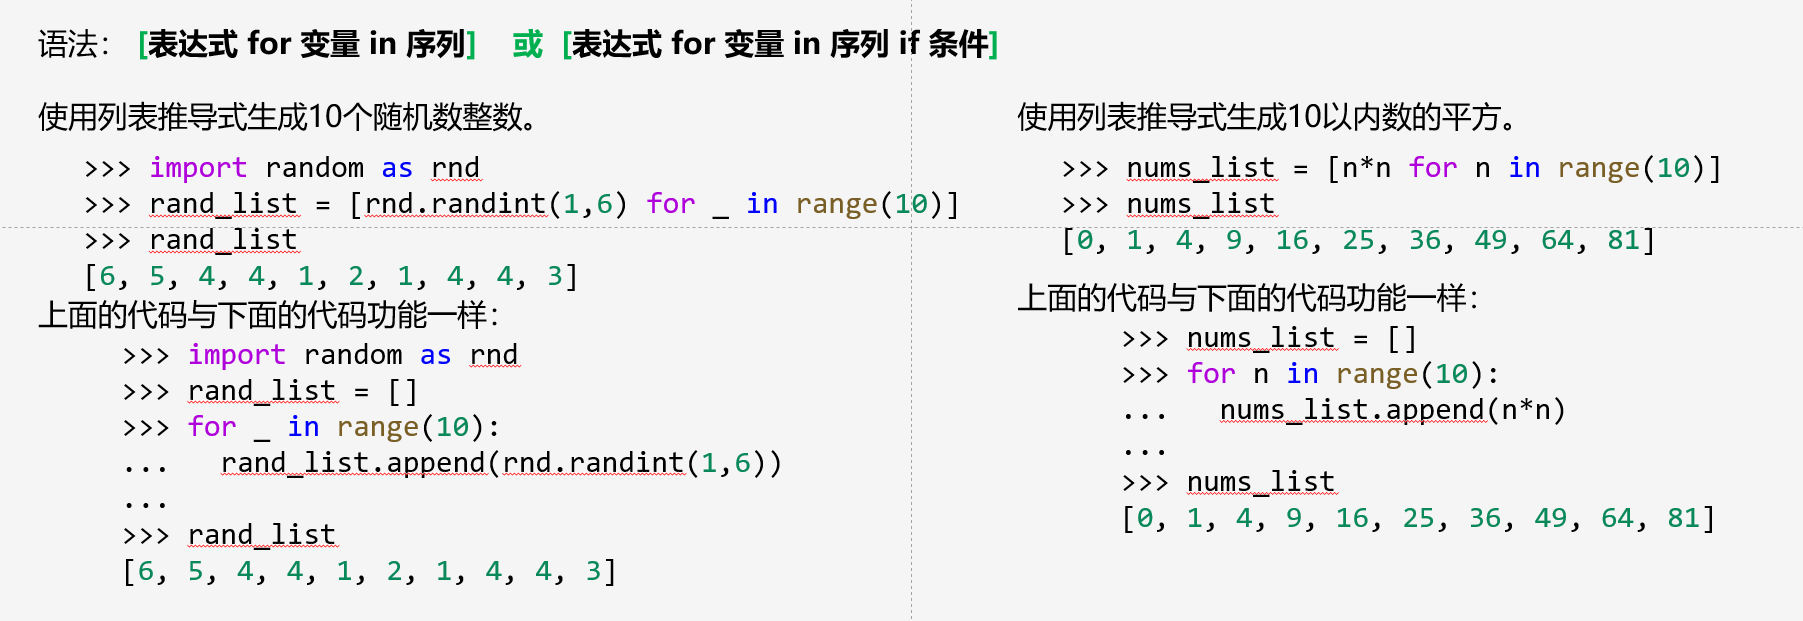 语法： [表达式 for 变量 in 序列] 或 [表达式 for 变量 in 序列 if 条件]
使用列表推导式生成10个随机数整数。
>>> import random as rnd
>>> rand_list = [rnd.randint(1,6) for _ in range(10)]
>>> rand_list
[6, 5, 4, 4, 1, 2, 1, 4, 4, 3]
上面的代码与下面的代码功能一样：
>>> import random as rnd
>>> rand_list = []
>>> for _ in range(10):
...   rand_list.append(rnd.randint(1,6))
...
>>> rand_list
[6, 5, 4, 4, 1, 2, 1, 4, 4, 3]
使用列表推导式生成10以内数的平方。
>>> nums_list = [n*n for n in range(10)]
>>> nums_list
[0, 1, 4, 9, 16, 25, 36, 49, 64, 81]
上面的代码与下面的代码功能一样：
>>> nums_list = []
>>> for n in range(10):
...   nums_list.append(n*n)
...
>>> nums_list
[0, 1, 4, 9, 16, 25, 36, 49, 64, 81]